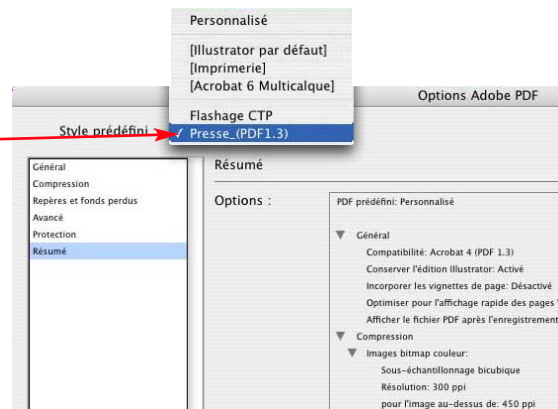 Personnalisé
[Illustrator par défaut]
[Imprimerie]
[Acrobat 6 Multicalque]
Flashage CTP
✓ Presse_(PDF1.3)
Options Adobe PDF
Style prédéfini :
Général
Compression
Repères et fonds perdus
Avancé
Protection
Résumé
Résumé
Options :
PDF prédéfini: Personnalisé
Général
Compatibilité: Acrobat 4 (PDF 1.3)
Conserver l'édition Illustrator: Activé
Incorporer les vignettes de page: Désactivé
Optimiser pour l'affichage rapide des pages
Afficher le fichier PDF après l'enregistrement
Compression
Images bitmap couleur:
Sous-échantillonnage bicubique
Résolution: 300 ppi
pour l'image au-dessus de: 450 ppi